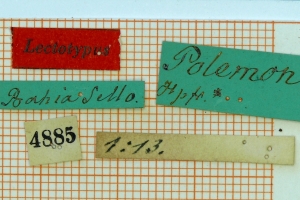 Lectotypus
Polemon
Hpfr. *.
Bahia Sello.
4885
1:13.